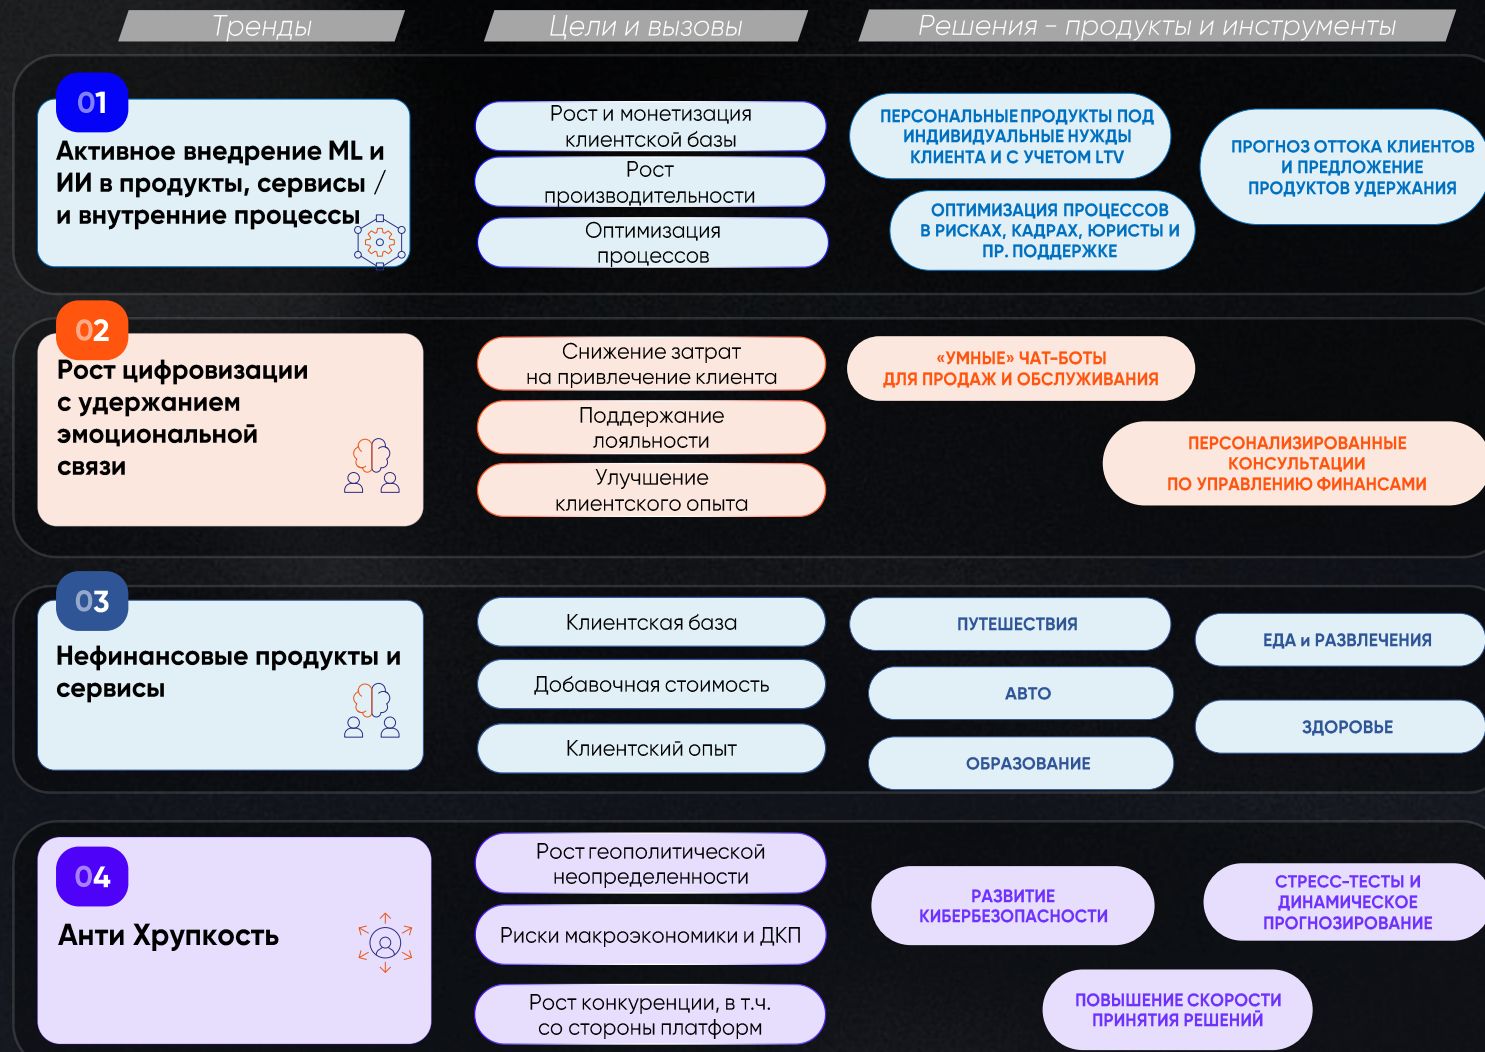 Тренды
Цели и вызовы
Решения - продукты и инструменты
01
Активное внедрение ML и
ИИ в продукты, сервисы /
и внутренние процессы
Рост и монетизация
клиентской базы
Рост
производительности
Оптимизация
процессов
ПЕРСОНАЛЬНЫЕ ПРОДУКТЫ ПОД
ИНДИВИДУАЛЬНЫЕ НУЖДЫ
КЛИЕНТА И С УЧЕТОМ LTV
ПРОГНОЗ ОТТОКА КЛИЕНТОВ
И ПРЕДЛОЖЕНИЕ
ПРОДУКТОВ УДЕРЖАНИЯ
ОПТИМИЗАЦИЯ ПРОЦЕССОВ
В РИСКАХ, КАДРАХ, ЮРИСТЫ И
ПР. ПОДДЕРЖКЕ
02
Рост цифровизации
с удержанием
эмоциональной
связи
Снижение затрат
на привлечение клиента
Поддержание
лояльности
Улучшение
клиентского опыта
«УМНЫЕ» ЧАТ-БОТЫ
ДЛЯ ПРОДАЖ И ОБСЛУЖИВАНИЯ
ПЕРСОНАЛИЗИРОВАННЫЕ
КОНСУЛЬТАЦИИ
ПО УПРАВЛЕНИЮ ФИНАНСАМИ
03
Нефинансовые продукты и
сервисы
Клиентская база
Добавочная стоимость
Клиентский опыт
ПУТЕШЕСТВИЯ
ЕДА и РАЗВЛЕЧЕНИЯ
АВТО
ЗДОРОВЬЕ
ОБРАЗОВАНИЕ
04
Анти Хрупкость
Рост геополитической
неопределенности
Риски макроэкономики и ДКП
Рост конкуренции, в т.ч.
со стороны платформ
РАЗВИТИЕ
КИБЕРБЕЗОПАСНОСТИ
СТРЕСС-ТЕСТЫ И
ДИНАМИЧЕСКОЕ
ПРОГНОЗИРОВАНИЕ
ПОВЫШЕНИЕ СКОРОСТИ
ПРИНЯТИЯ РЕШЕНИЙ